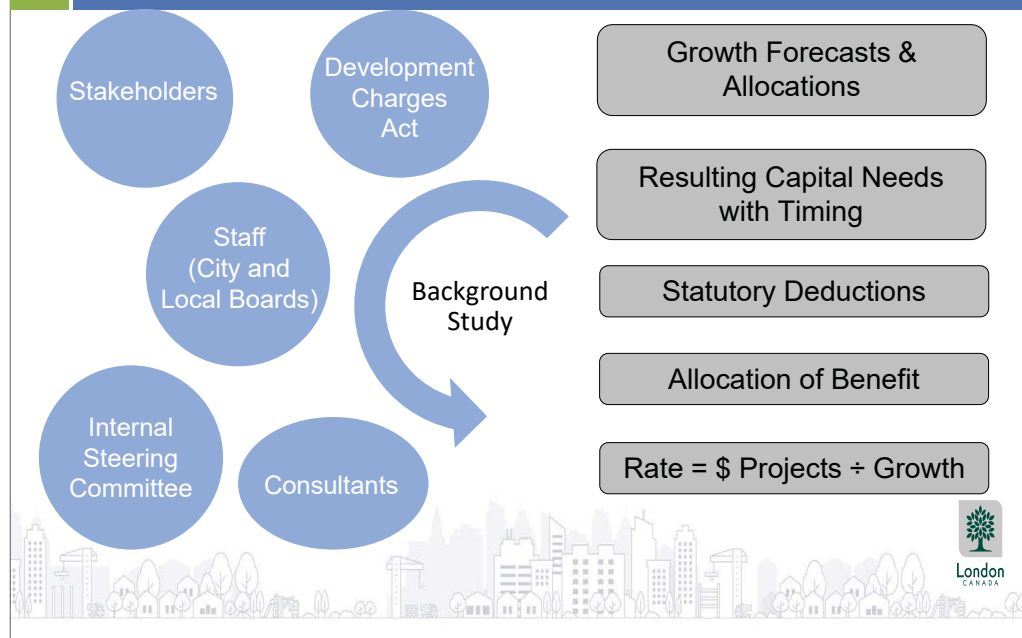 Stakeholders
Development
Charges
Act
Staff
(City and
Local Boards)
Internal
Steering
Committee
Consultants
Background
Study
Growth Forecasts &
Allocations
Resulting Capital Needs
with Timing
Statutory Deductions
Allocation of Benefit
Rate = $ Projects ÷ Growth
London
CANADA